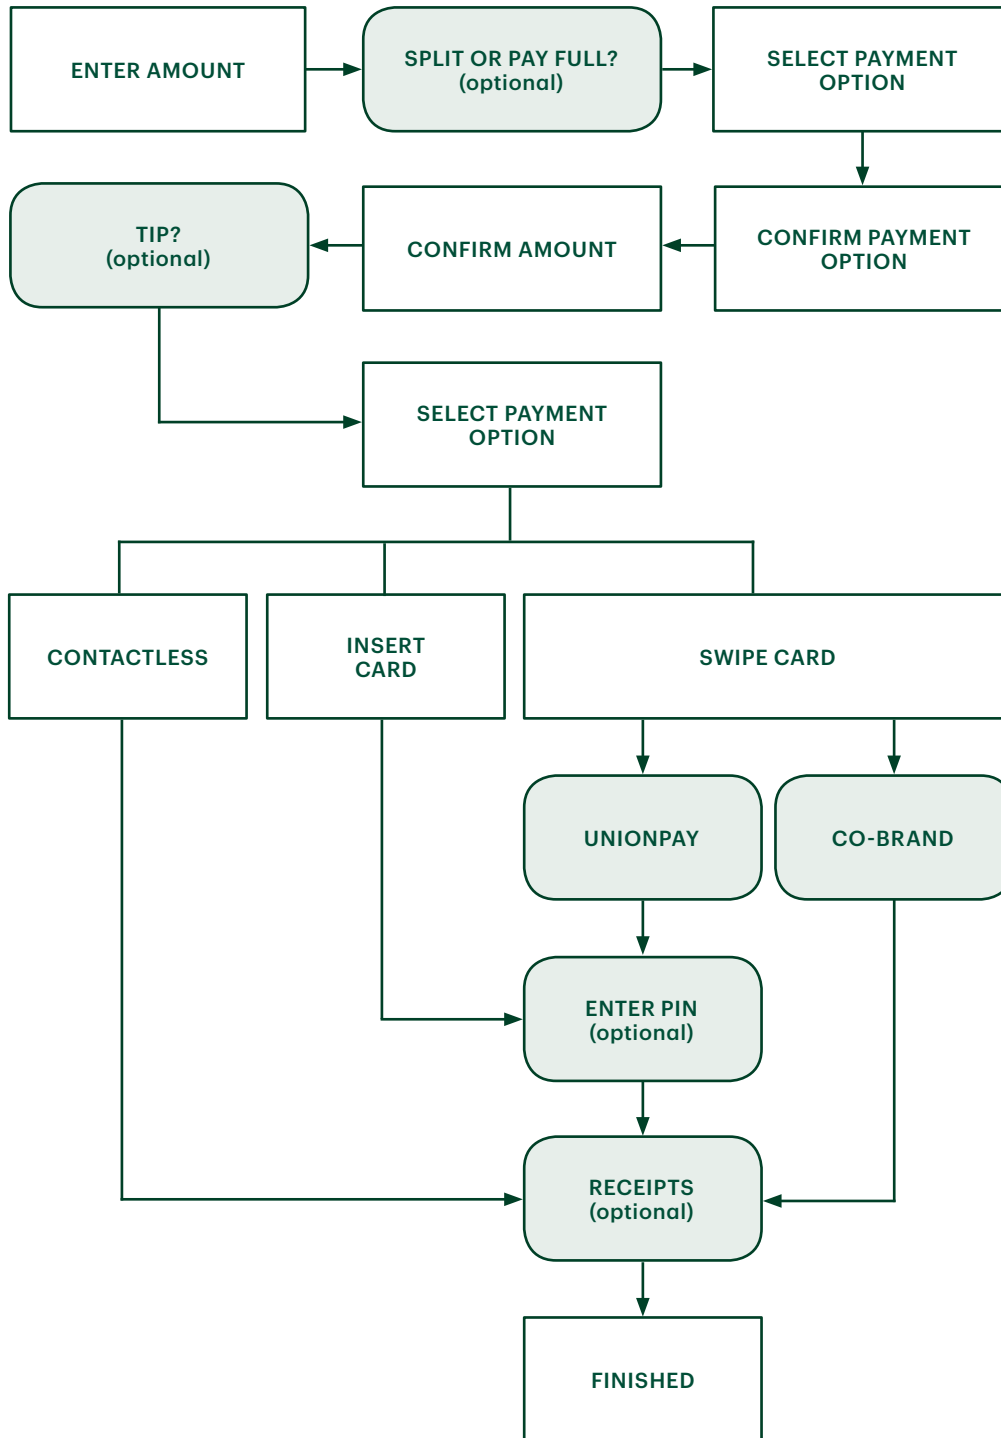 ENTER AMOUNT
SPLIT OR PAY FULL?
(optional)
SELECT PAYMENT
OPTION
TIP?
(optional)
CONFIRM AMOUNT
CONFIRM PAYMENT
OPTION
SELECT PAYMENT
OPTION
CONTACTLESS
INSERT
CARD
SWIPE CARD
UNIONPAY
CO-BRAND
ENTER PIN
(optional)
RECEIPTS
(optional)
FINISHED